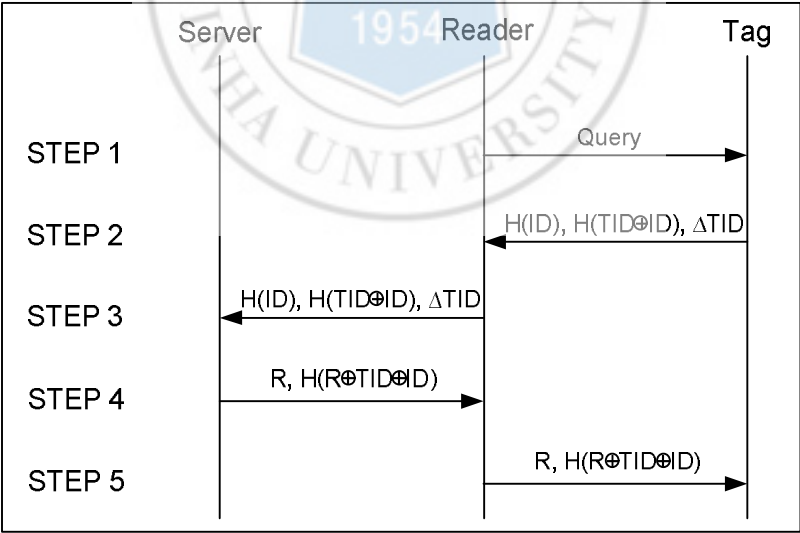 Server Reader Tag
1954
INHA UNIVERSITY
STEP 1 Query
STEP 2 H(ID), H(TID⊕ID), ∆TID
STEP 3 H(ID), H(TID⊕ID), ∆TID
STEP 4 R, H(R⊕TID⊕ID)
STEP 5 R, H(R⊕TID⊕ID)